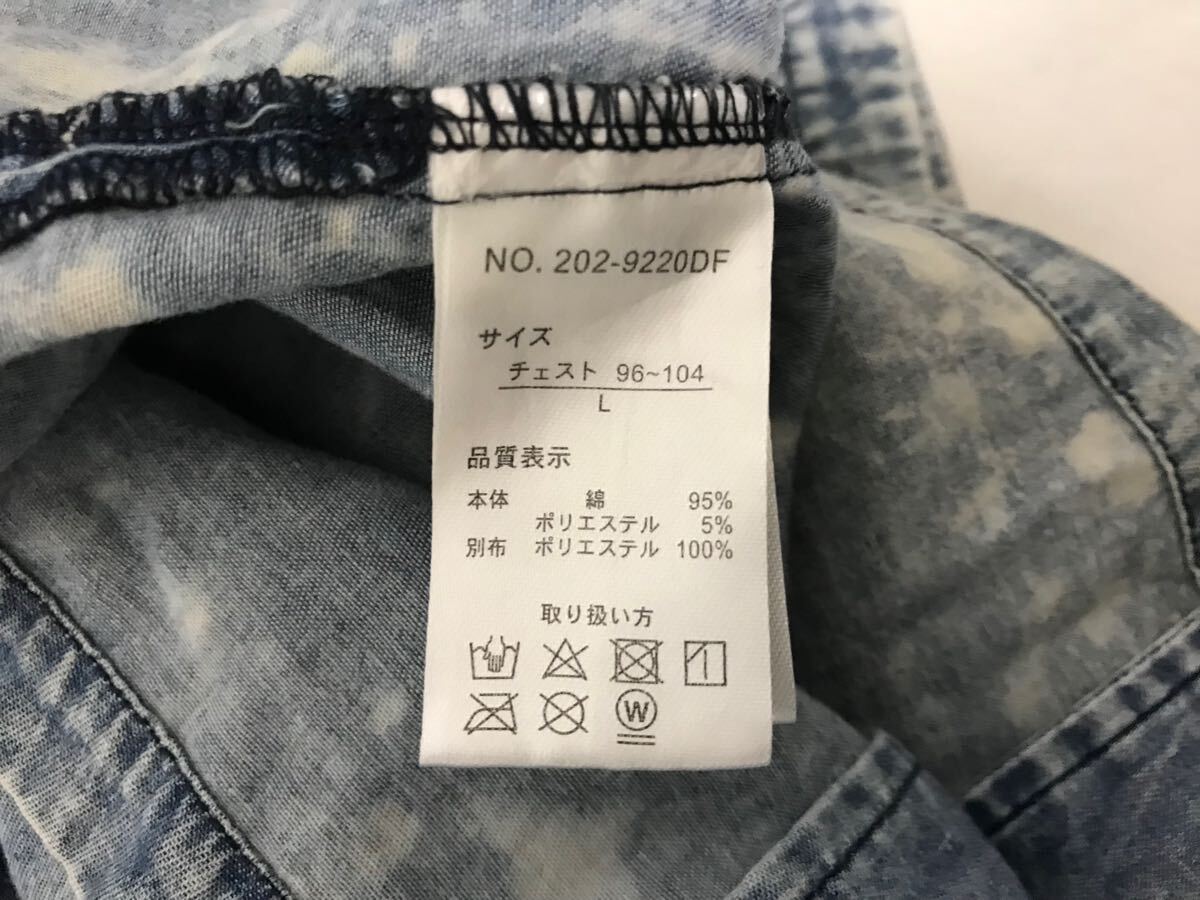 NO. 202-9220DF
サイズ
チェスト 96~104
L
品質表示
本体 綿 95%
ポリエステル 5%
別布 ポリエステル 100%
取り扱い方
W